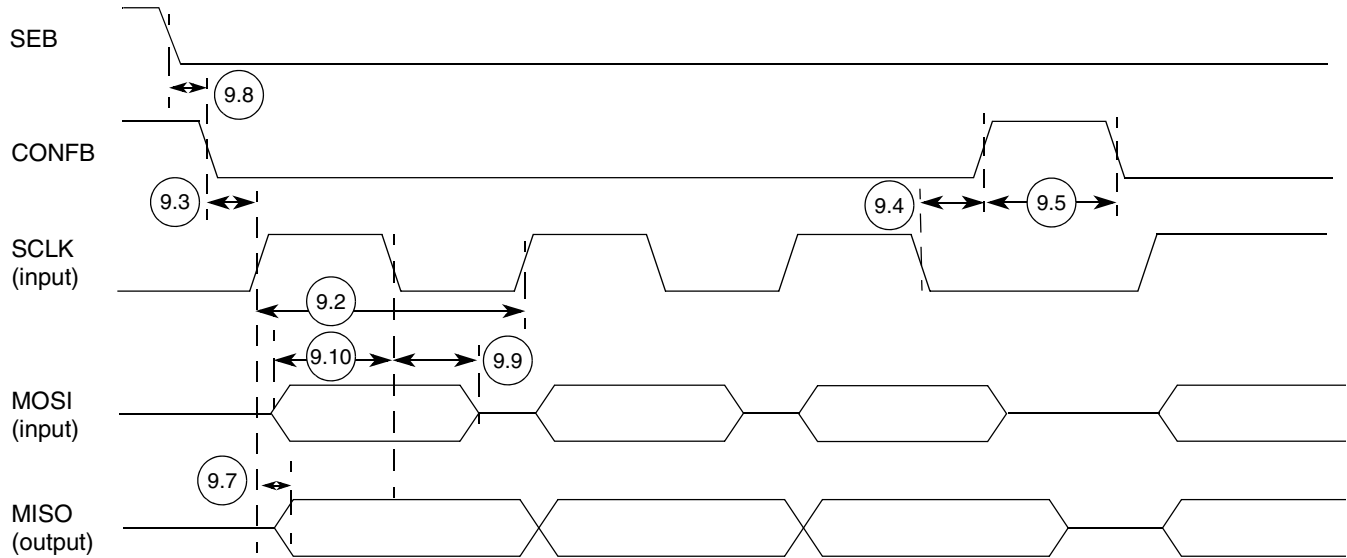 SEB
9.8
CONFB
9.3
9.4
9.5
SCLK
(input)
9.2
9.10
9.9
MOSI
(input)
9.7
MISO
(output)